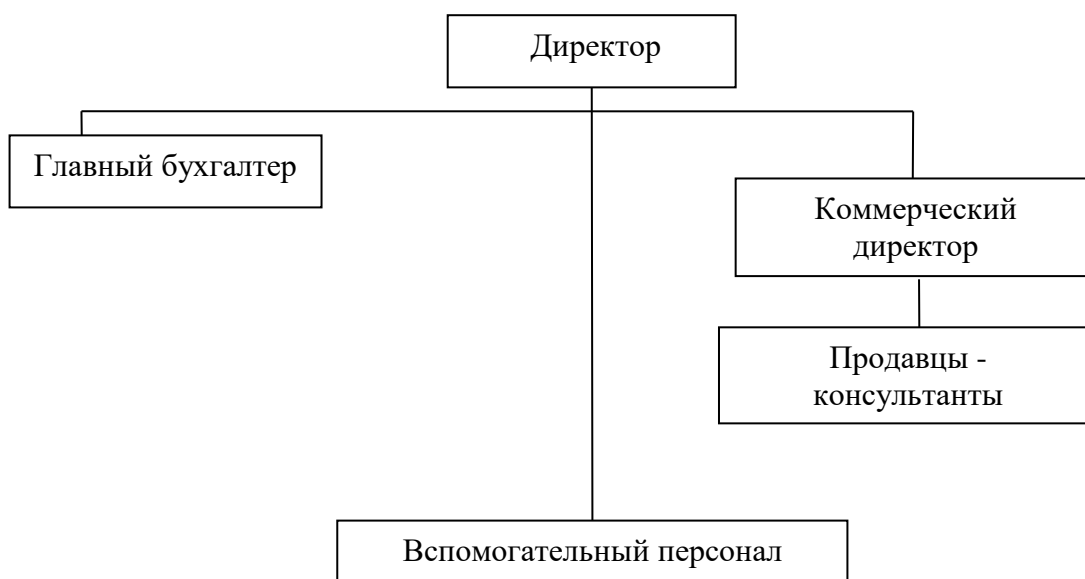 Директор
Главный бухгалтер
Коммерческий
директор
Продавцы -
консультанты
Вспомогательный персонал